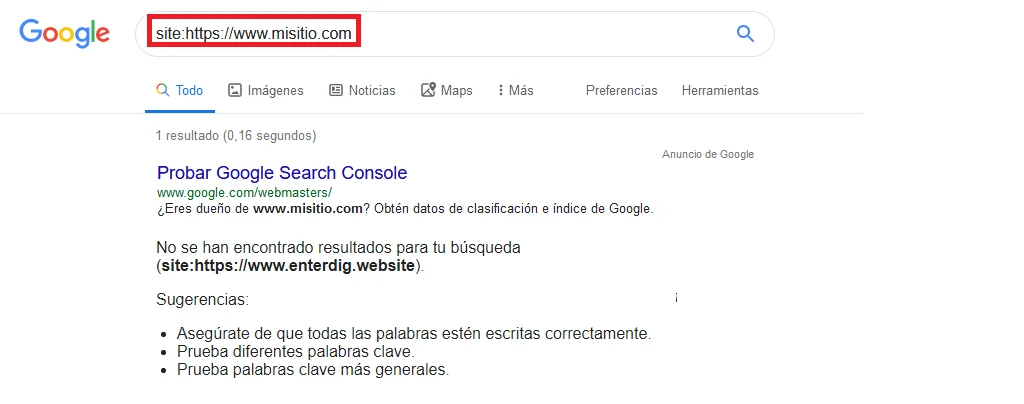 Google
site:https://www.misitio.com
Todo Imágenes Noticias Maps Más Preferencias Herramientas
1 resultado (0,16 segundos)
Anuncio de Google
Probar Google Search Console
www.google.com/webmasters/
¿Eres dueño de www.misitio.com? Obtén datos de clasificación e índice de Google.
No se han encontrado resultados para tu búsqueda
(site:https://www.enterdig.website).
Sugerencias:
Asegúrate de que todas las palabras estén escritas correctamente.
Prueba diferentes palabras clave.
Prueba palabras clave más generales.